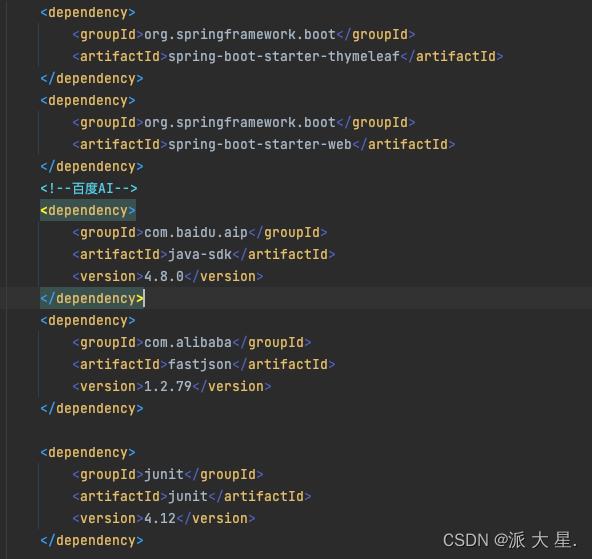 <dependency>
    <groupId>org.springframework.boot</groupId>
    <artifactId>spring-boot-starter-thymeleaf</artifactId>
</dependency>
<dependency>
    <groupId>org.springframework.boot</groupId>
    <artifactId>spring-boot-starter-web</artifactId>
</dependency>
<!--百度AI-->
<dependency>
    <groupId>com.baidu.aip</groupId>
    <artifactId>java-sdk</artifactId>
    <version>4.8.0</version>
</dependency>
<dependency>
    <groupId>com.alibaba</groupId>
    <artifactId>fastjson</artifactId>
    <version>1.2.79</version>
</dependency>
<dependency>
    <groupId>junit</groupId>
    <artifactId>junit</artifactId>
    <version>4.12</version>
</dependency>
CSDN @派 大 星.